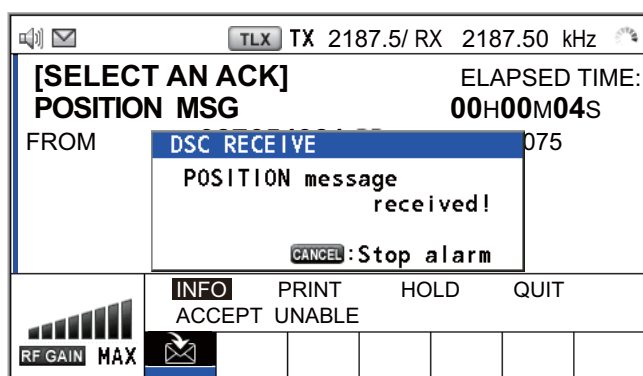 TLX TX 2187.5/ RX 2187.50 kHz
[SELECT AN ACK] ELAPSED TIME:
POSITION MSG 00H00M04S
FROM 075
DSC RECEIVE
POSITION message
received!
CANCEL:Stop alarm
INFO PRINT HOLD QUIT
ACCEPT UNABLE
RF GAIN MAX